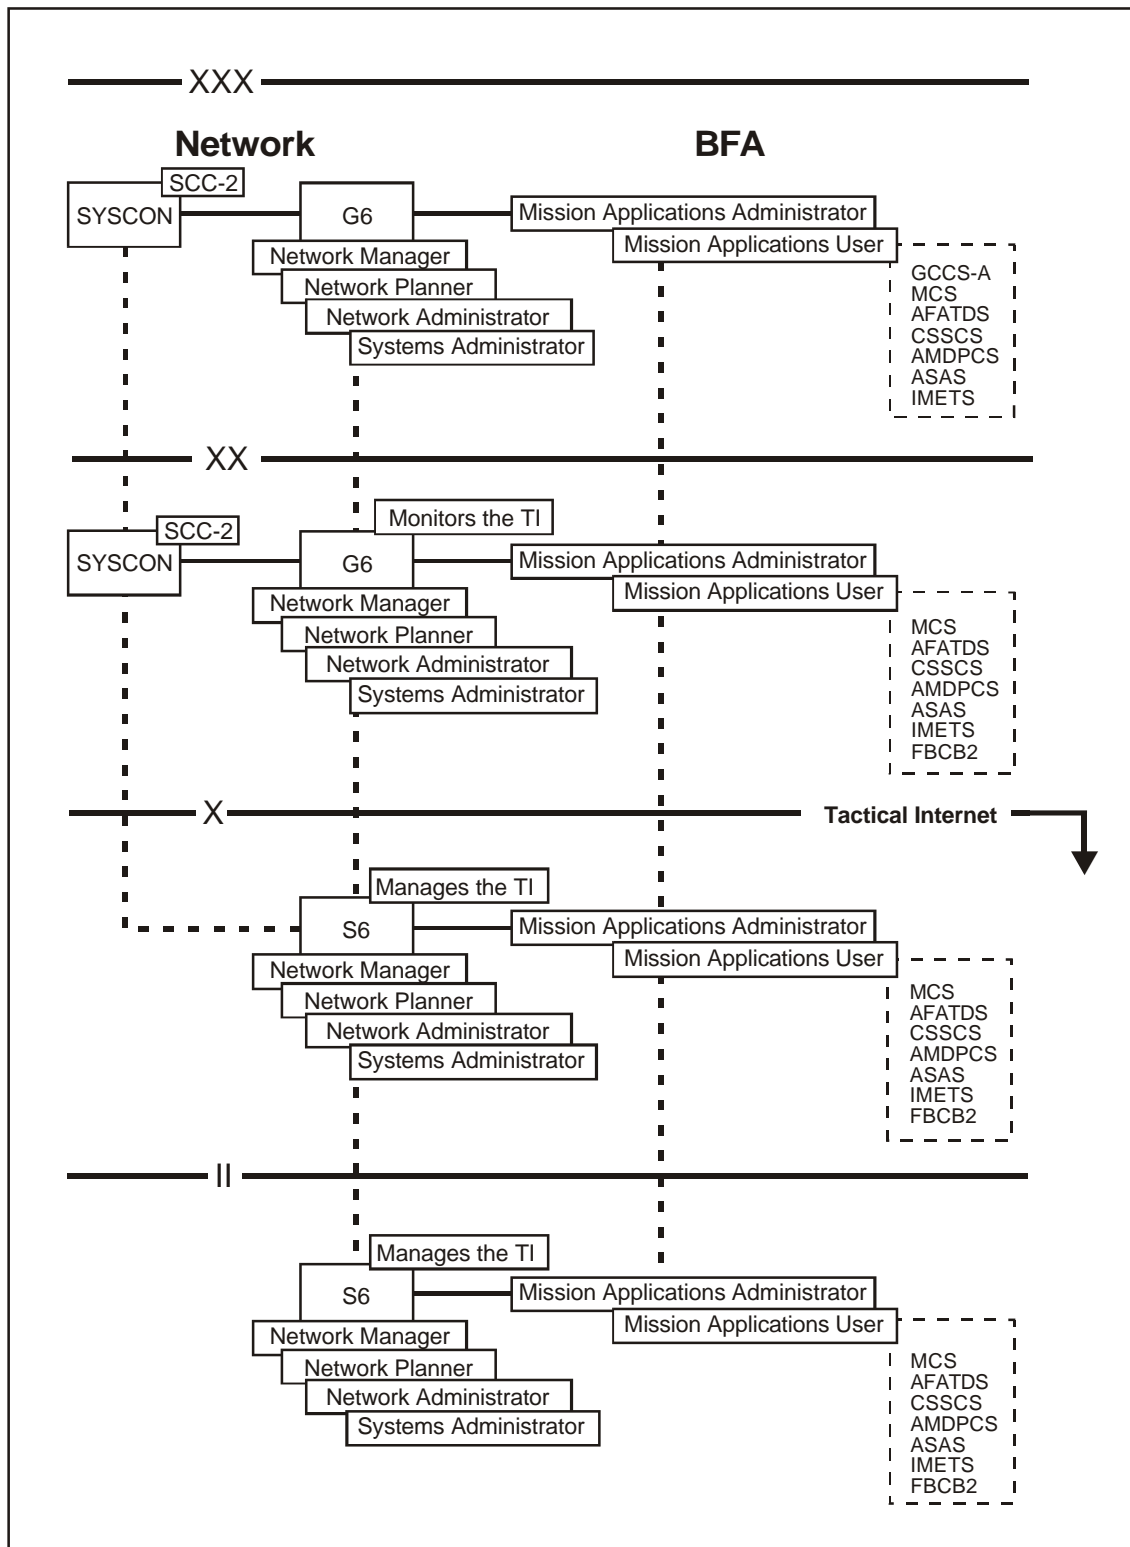 XXX
Network
BFA
SCC-2
SYSCON
G6
Mission Applications Administrator
Mission Applications User
Network Manager
Network Planner
Network Administrator
Systems Administrator
GCCS-A
MCS
AFATDS
CSSCS
AMDPCS
ASAS
IMETS
XX
Monitors the TI
SCC-2
SYSCON
G6
Mission Applications Administrator
Mission Applications User
Network Manager
Network Planner
Network Administrator
Systems Administrator
MCS
AFATDS
CSSCS
AMDPCS
ASAS
IMETS
FBCB2
X
Tactical Internet
Manages the TI
S6
Mission Applications Administrator
Mission Applications User
Network Manager
Network Planner
Network Administrator
Systems Administrator
MCS
AFATDS
CSSCS
AMDPCS
ASAS
IMETS
FBCB2
II
Manages the TI
S6
Mission Applications Administrator
Mission Applications User
Network Manager
Network Planner
Network Administrator
Systems Administrator
MCS
AFATDS
CSSCS
AMDPCS
ASAS
IMETS
FBCB2